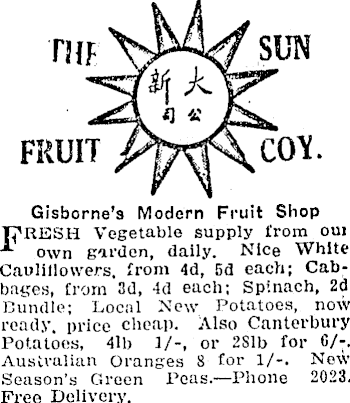 THE SUN
大新
公司
FRUIT COY.
Gisborne's Modern Fruit Shop
FRESH Vegetable supply from our
own garden, daily. Nice White
Cauliflowers, from 4d, 5d each; Cab-
bages, from 3d, 4d each; Spinach, 2d
Bundle; Local New Potatoes, now
ready, price cheap. Also Canterbury
Potatoes, 4lb 1/-, or 28lb for 6/-.
Australian Oranges 8 for 1/-. New
Season's Green Peas.—Phone 2023.
Free Delivery.